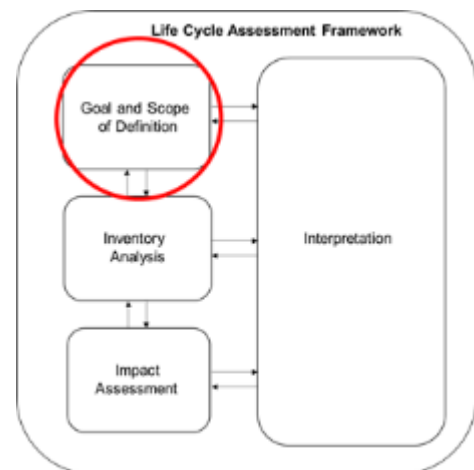 Life Cycle Assessment Framework
Goal and Scope
of Definition
Inventory
Analysis
Interpretation
Impact
Assessment